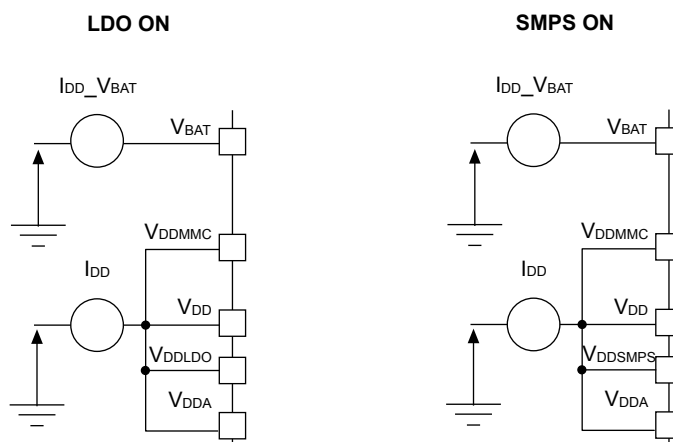 LDO ON
IDD_VBAT
VBAT
VDDMMC
IDD
VDD
VDDLDO
VDDA
SMPS ON
IDD_VBAT
VBAT
VDDMMC
IDD
VDD
VDDSMPS
VDDA